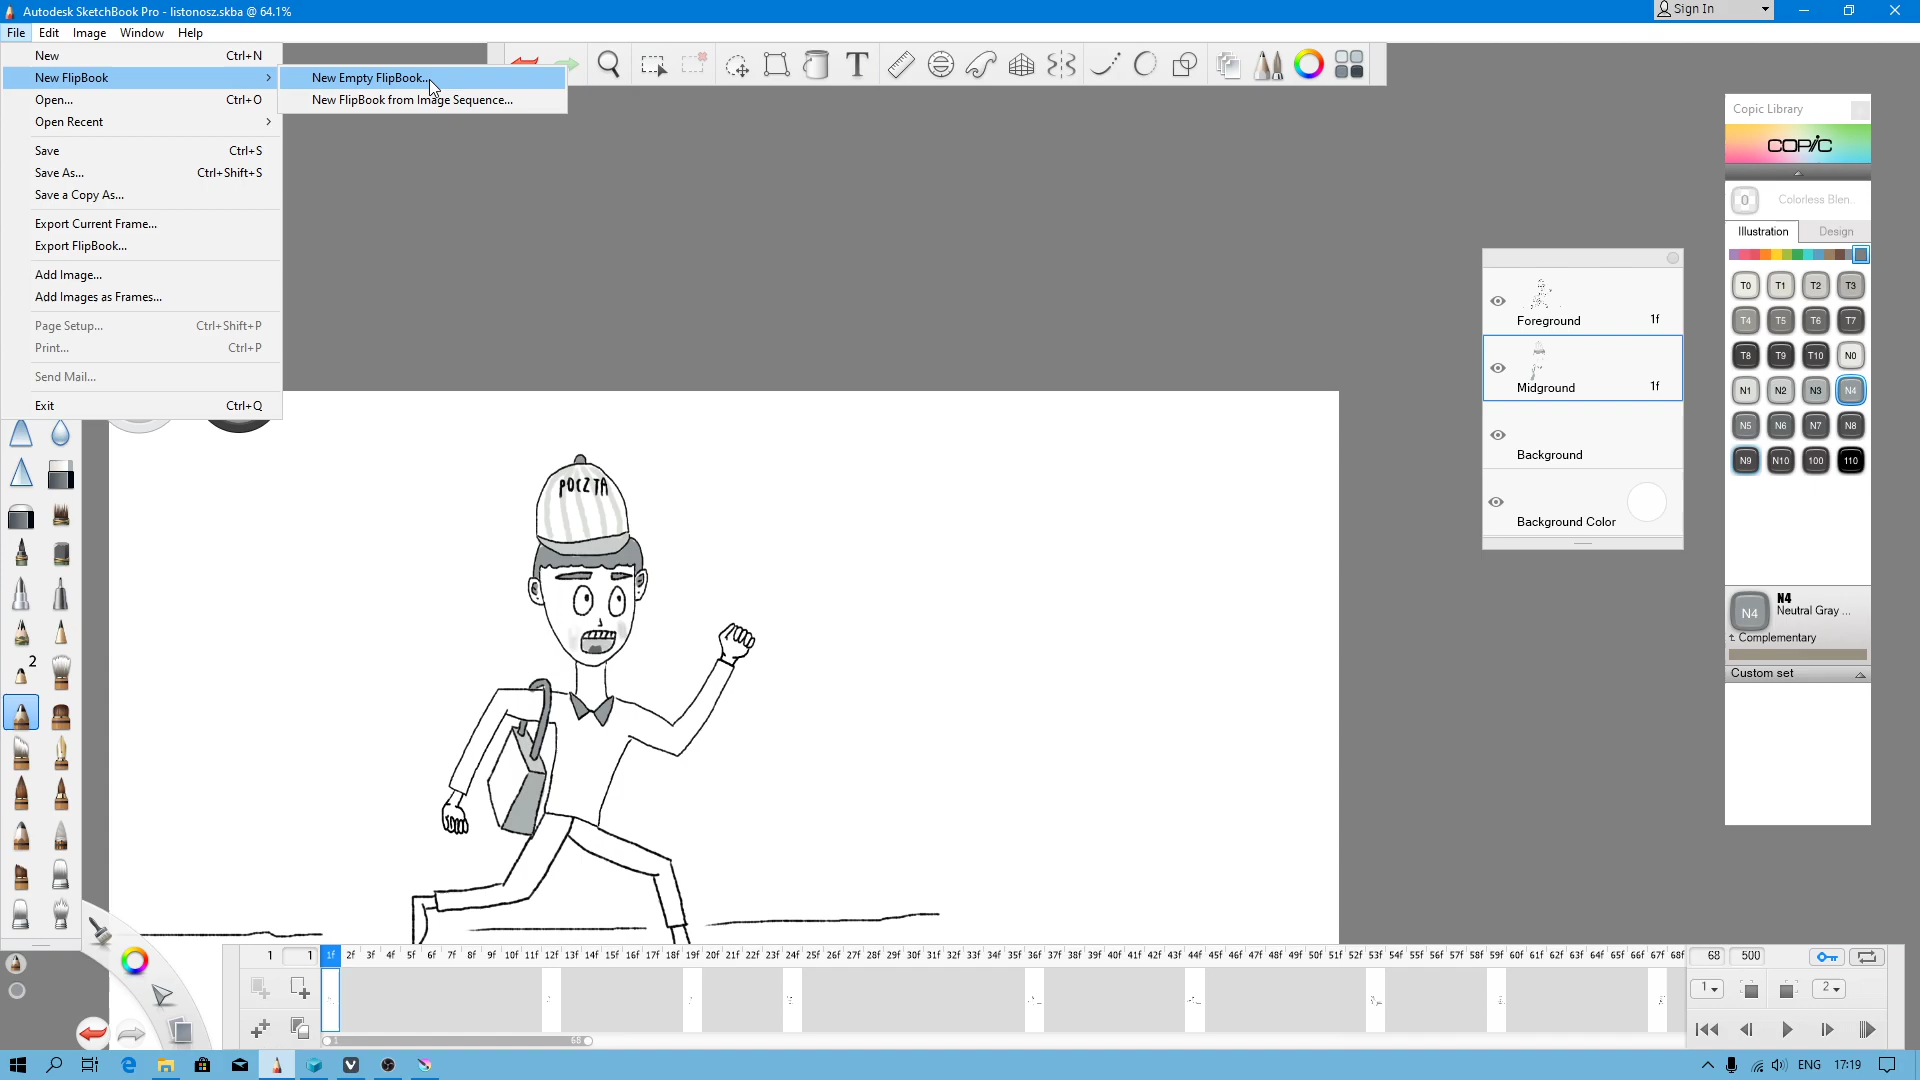 Autodesk SketchBook Pro - listonosz.skba @ 64.1%
Sign In
File Edit Image Window Help
New Ctrl+N
New FlipBook
New Empty FlipBook...
New FlipBook from Image Sequence...
Open... Ctrl+O
Open Recent
Save Ctrl+S
Save As... Ctrl+Shift+S
Save a Copy As...
Export Current Frame...
Export FlipBook...
Add Image...
Add Images as Frames...
Page Setup... Ctrl+Shift+P
Print... Ctrl+P
Send Mail...
Exit Ctrl+Q
T
2
POCZTA
Foreground 1f
Midground 1f
Background
Background Color
Copic Library
COPIC
0 Colorless Blen.
Illustration Design
T0 T1 T2 T3
T4 T5 T6 T7
T8 T9 T10 N0
N1 N2 N3 N4
N5 N6 N7 N8
N9 N10 100 110
N4 N4
Neutral Gray ...
Complementary
Custom set
1 1 1f 2f 3f 4f 5f 6f 7f 8f 9f 10f 11f 12f 13f 14f 15f 16f 17f 18f 19f 20f 21f 22f 23f 24f 25f 26f 27f 28f 29f 30f 31f 32f 33f 34f 35f 36f 37f 38f 39f 40f 41f 42f 43f 44f 45f 46f 47f 48f 49f 50f 51f 52f 53f 54f 55f 56f 57f 58f 59f 60f 61f 62f 63f 64f 65f 66f 67f 68f 68 500
1 2
1 68
ENG 17:19